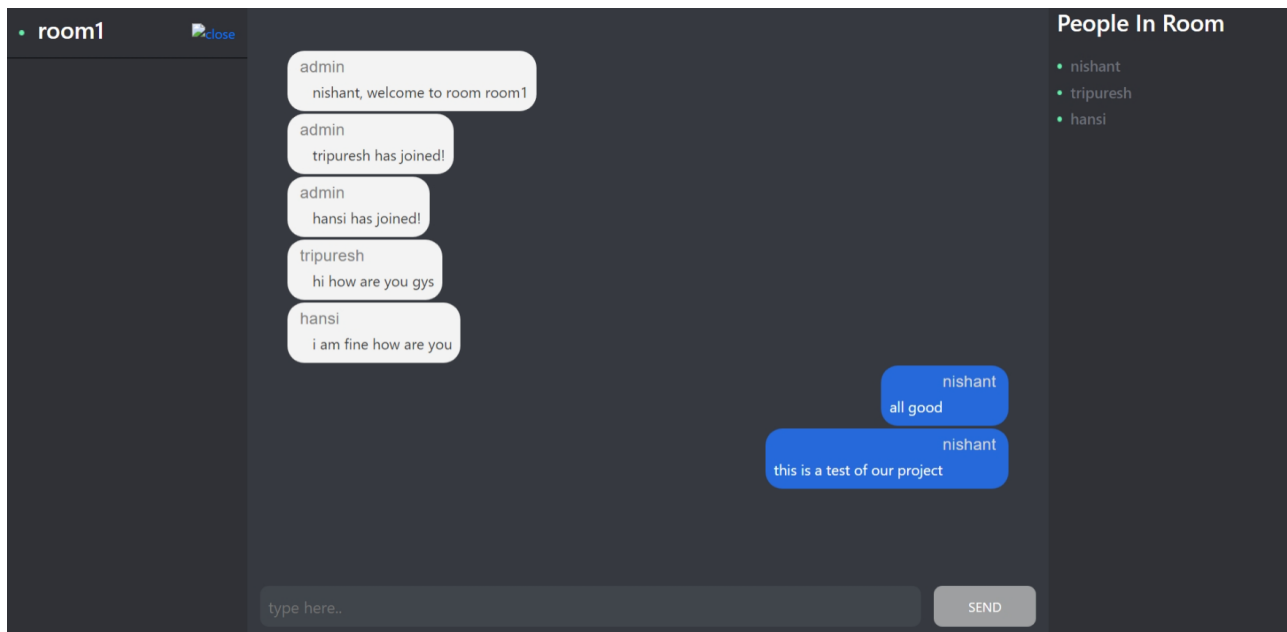 room1
close
admin
nishant, welcome to room room1
admin
tripuresh has joined!
admin
hansi has joined!
tripuresh
hi how are you gys
hansi
i am fine how are you
nishant
all good
nishant
this is a test of our project
type here..
SEND
People In Room
nishant
tripuresh
hansi